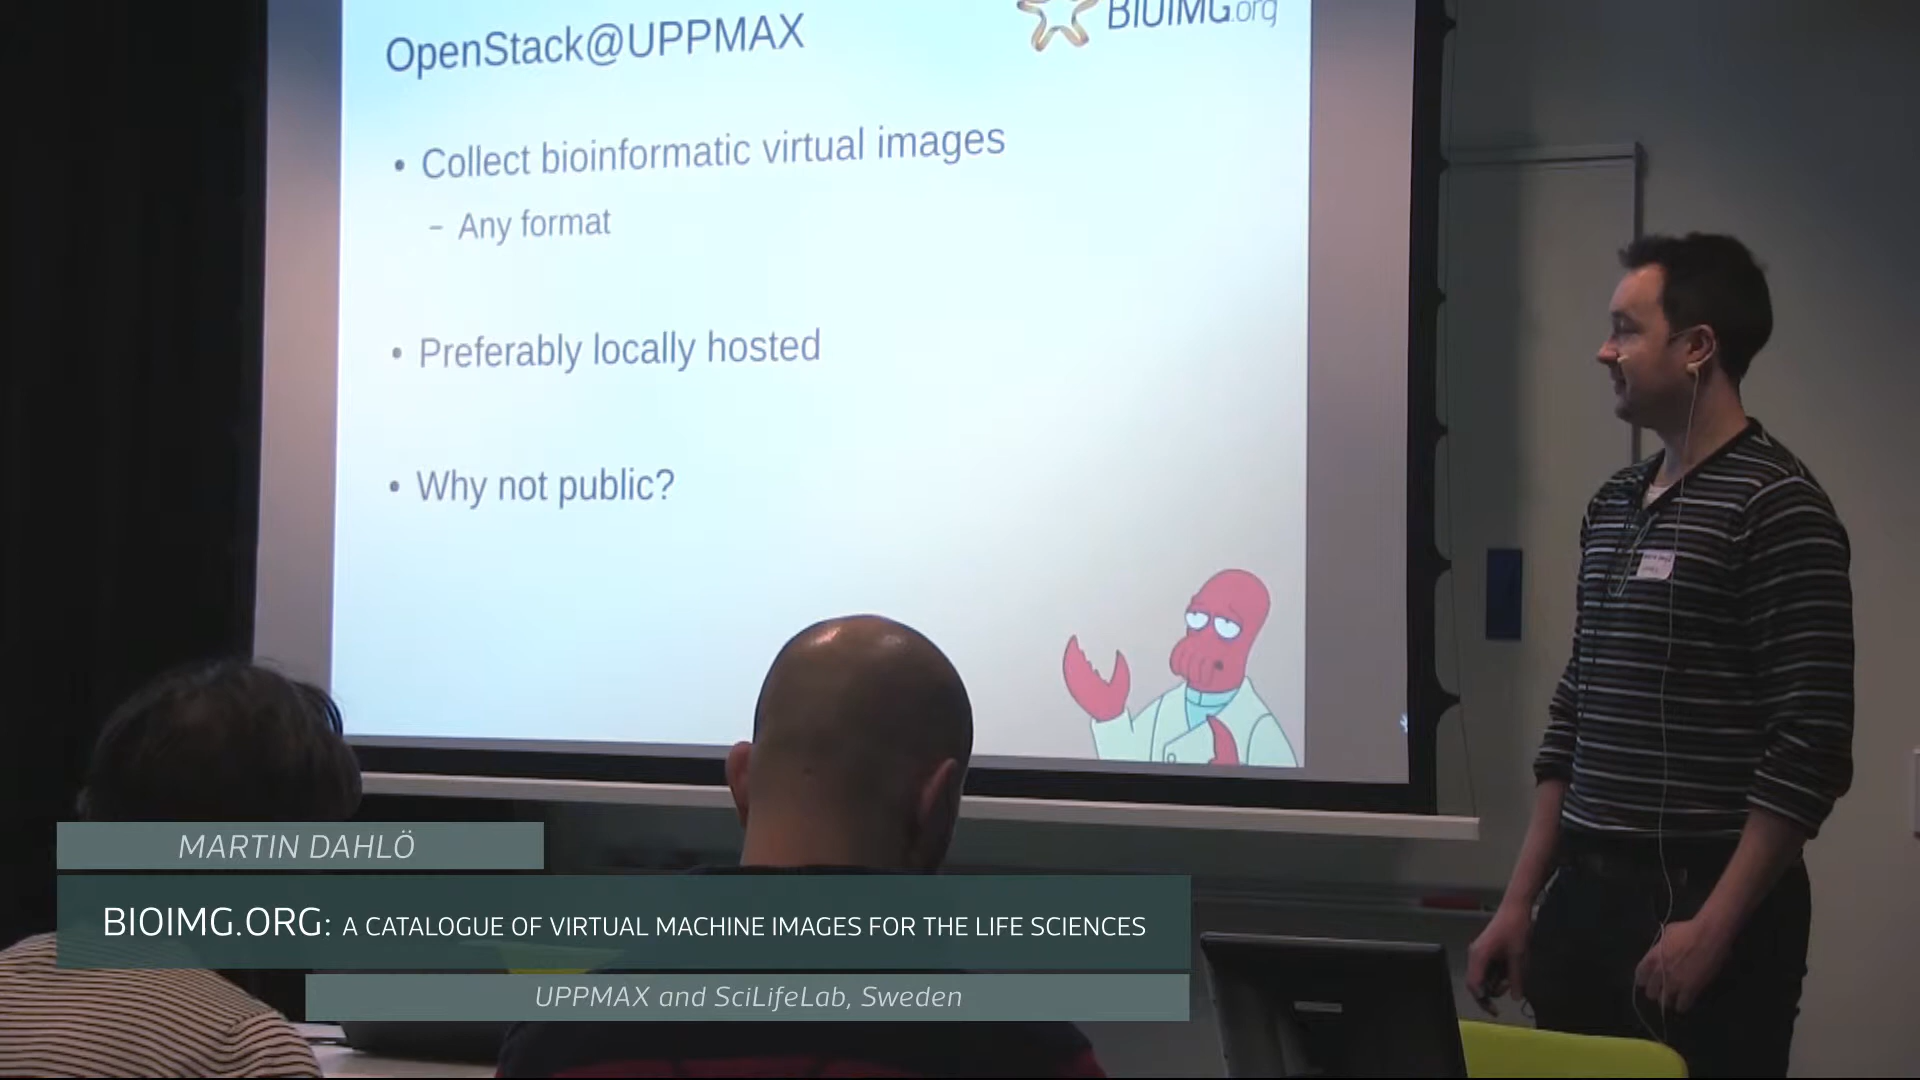 OpenStack@UPPMAX
BIOIMG.org
• Collect bioinformatic virtual images
– Any format
• Preferably locally hosted
• Why not public?
MARTIN DAHLÖ
BIOIMG.ORG: A CATALOGUE OF VIRTUAL MACHINE IMAGES FOR THE LIFE SCIENCES
UPPMAX and SciLifeLab, Sweden